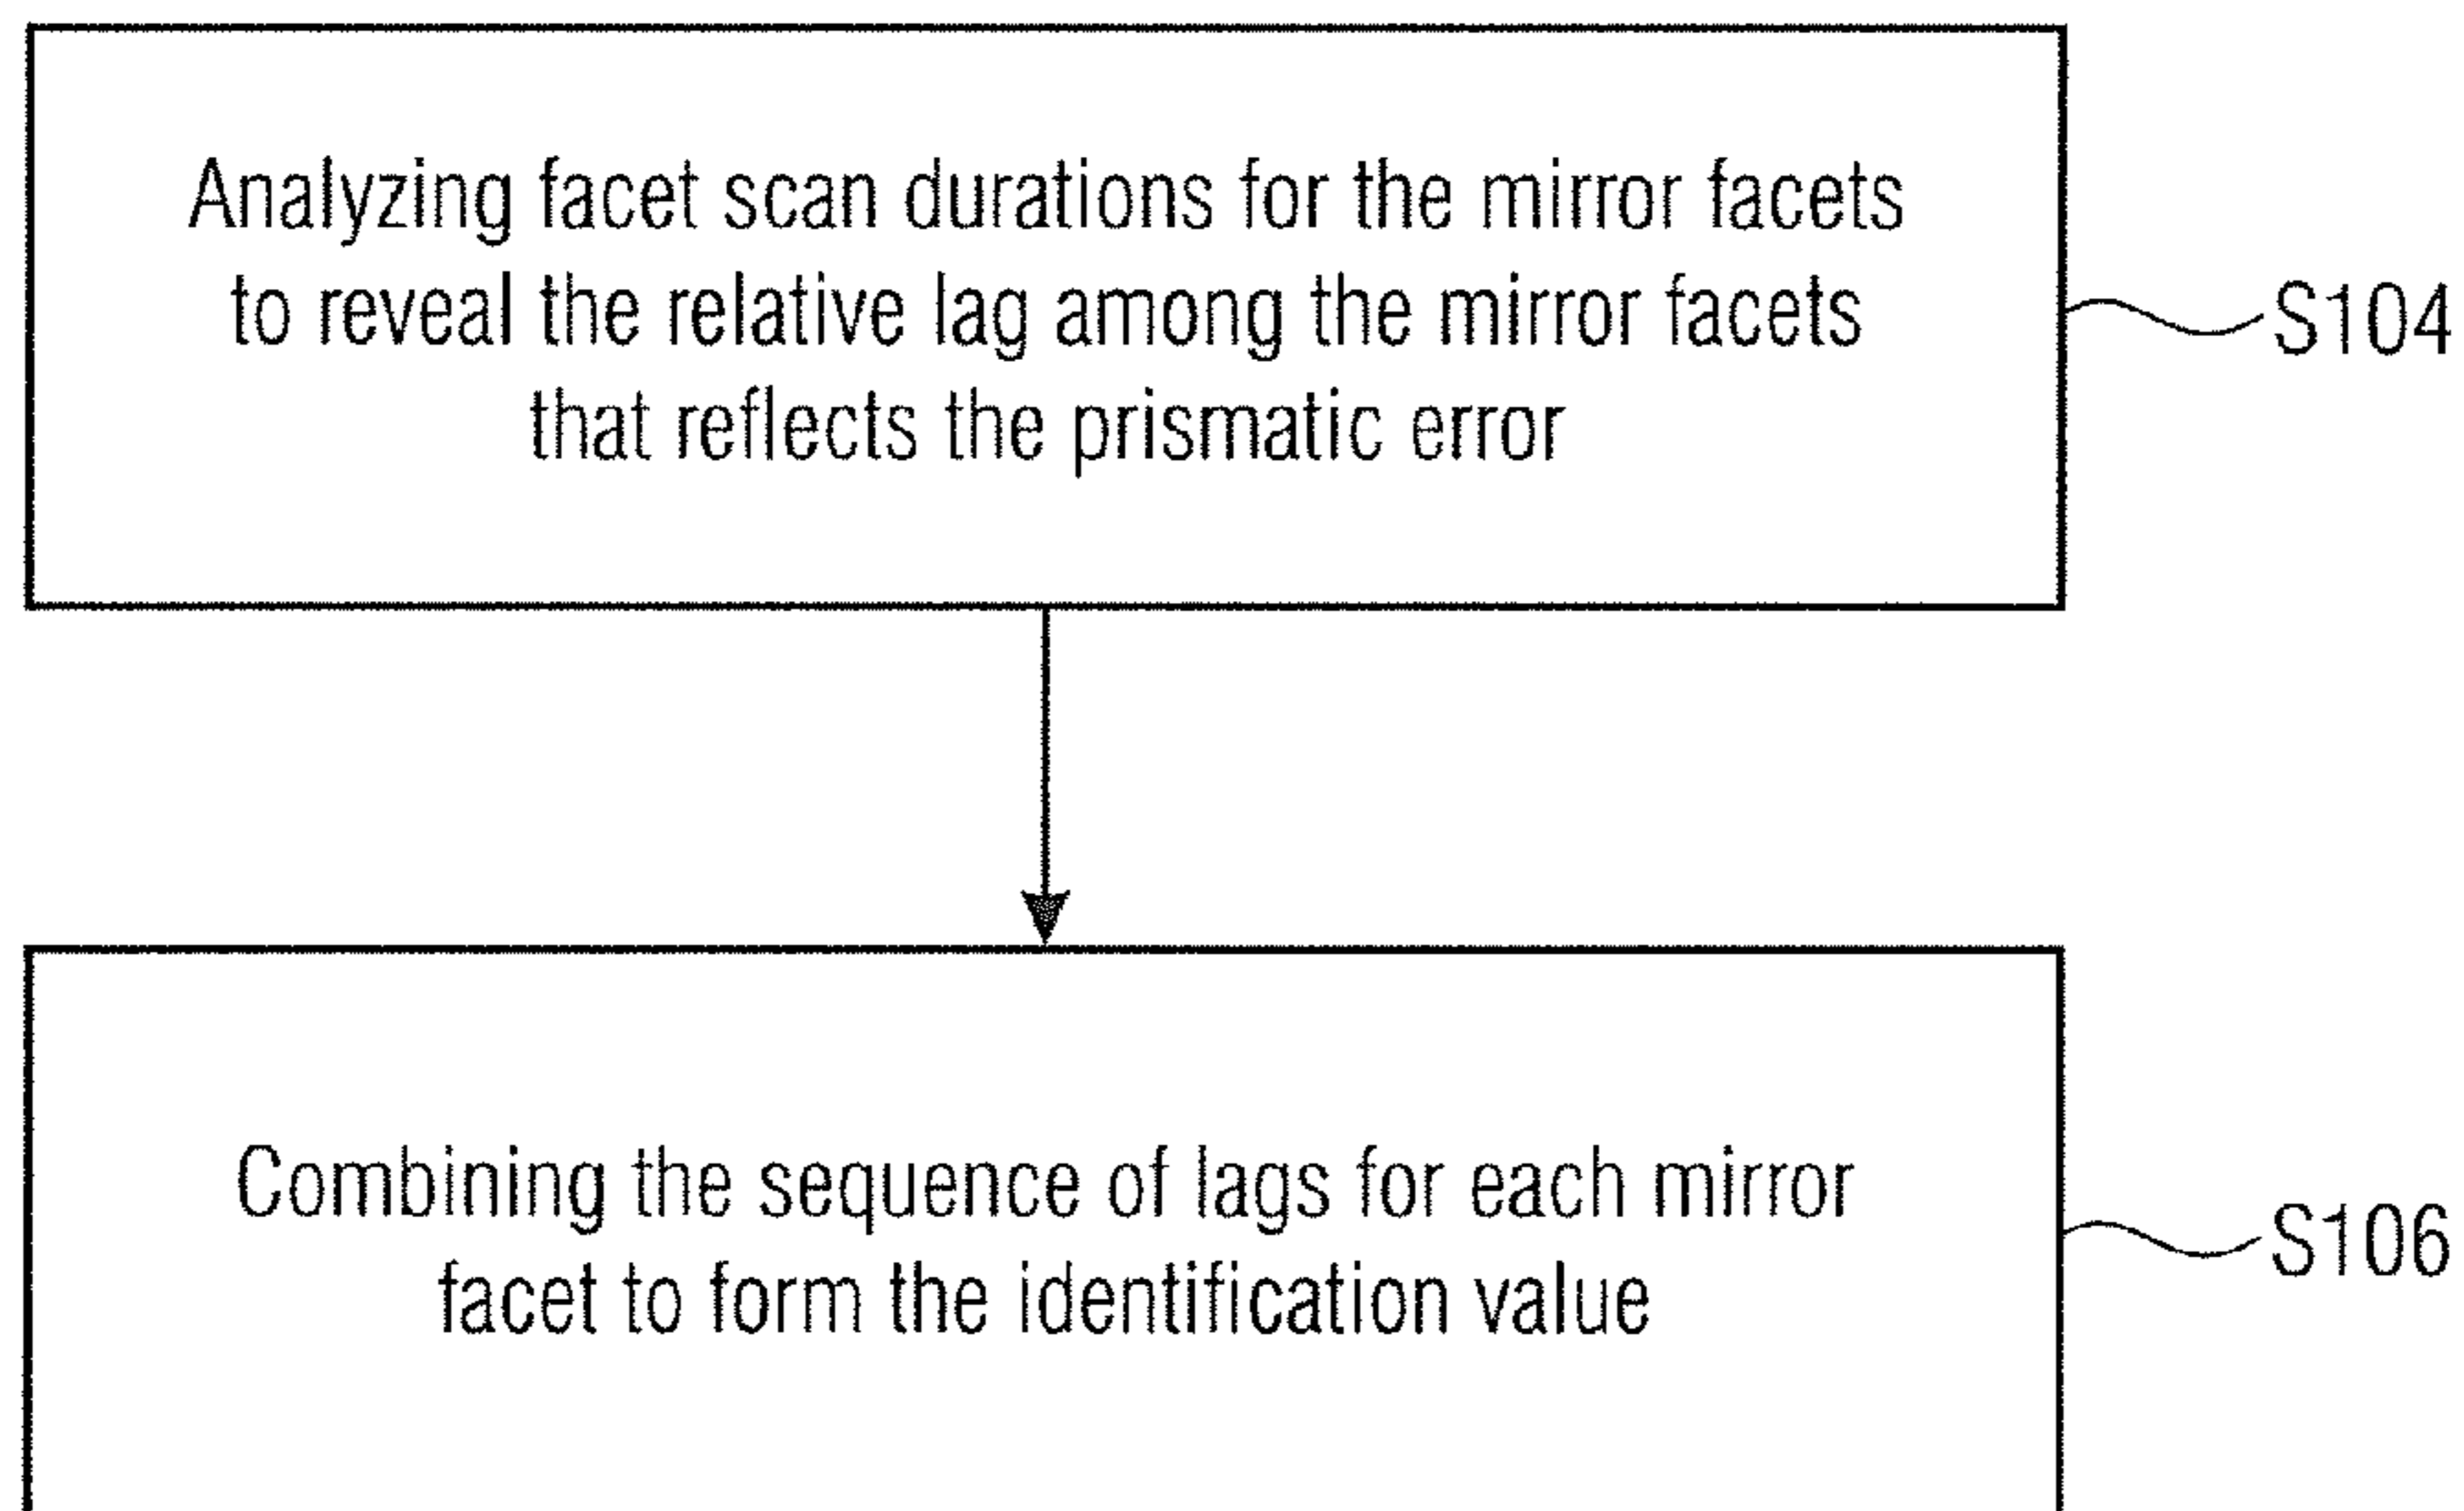 Analyzing facet scan durations for the mirror facets
to reveal the relative lag among the mirror facets
that reflects the prismatic error
S104
Combining the sequence of lags for each mirror
facet to form the identification value
S106